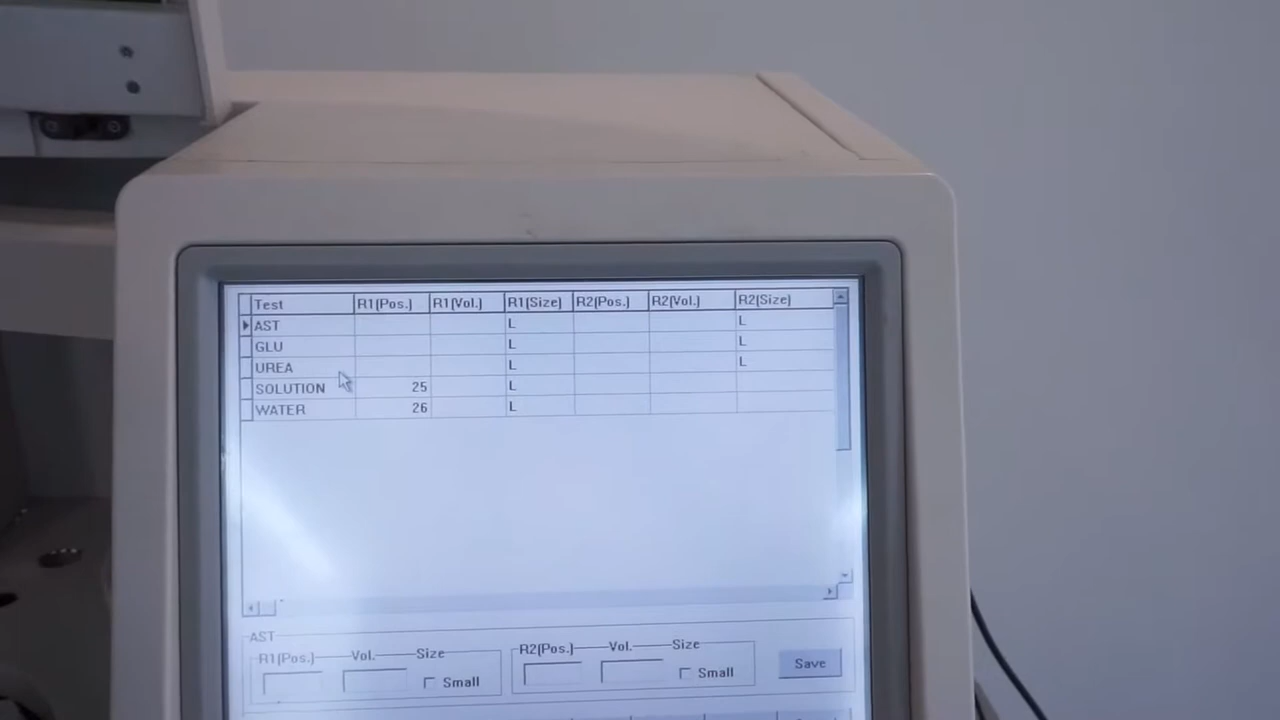 Test R1(Pos.) R1(Vol.) R1(Size) R2(Pos.) R2(Vol.) R2(Size)
AST L L
GLU L L
UREA L L
SOLUTION 25 L
WATER 26 L
AST
R1(Pos.) Vol. Size R2(Pos.) Vol. Size
Small Small Save